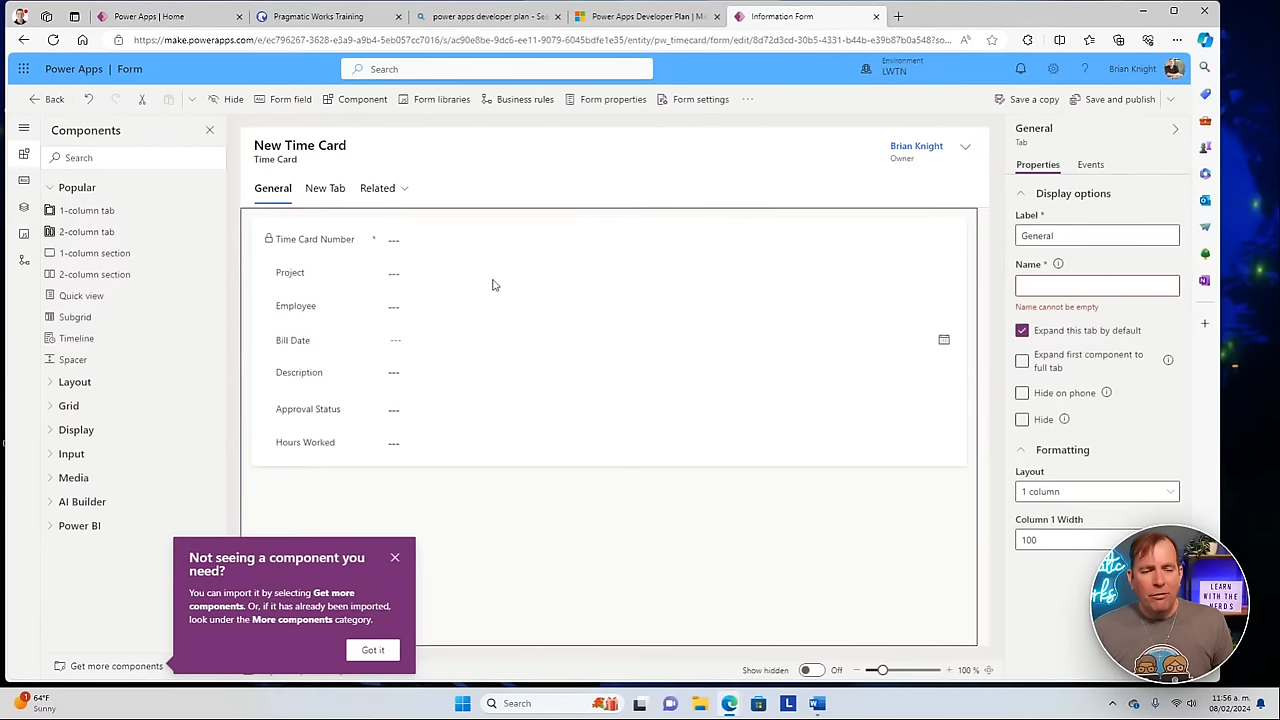 Power Apps | Home
Pragmatic Works Training
power apps developer plan - Se
Power Apps Developer Plan | M
Information Form
https://make.powerapps.com/e/ec796267-3628-e3a9-a9b4-5eb057cc7016/s/ac90e8be-9dc6-ee11-9079-6045bdfe1e35/entity/pw_timecard/form/edit/8d72d3cd-30b5-4331-b44b-e39b87b0a548?so...
Power Apps | Form
Search
Environment
LWTN
Brian Knight
Back
Hide
Form field
Component
Form libraries
Business rules
Form properties
Form settings
Save a copy
Save and publish
Components
Search
Popular
1-column tab
2-column tab
1-column section
2-column section
Quick view
Subgrid
Timeline
Spacer
Layout
Grid
Display
Input
Media
AI Builder
Power BI
Get more components
New Time Card
Time Card
Brian Knight
Owner
General
New Tab
Related
Time Card Number * ---
Project ---
Employee ---
Bill Date ---
Description ---
Approval Status ---
Hours Worked ---
Not seeing a component you
need?
You can import it by selecting Get more
components. Or, if it has already been imported,
look under the More components category.
Got it
Show hidden
Off
100 %
General
Tab
Properties
Events
Display options
Label *
General
Name *
Name cannot be empty
Expand this tab by default
Expand first component to
full tab
Hide on phone
Hide
Formatting
Layout
1 column
Column 1 Width
100
LEARN
WITH THE
NERDS
64°F
Sunny
Search
11:56 a. m.
08/02/2024